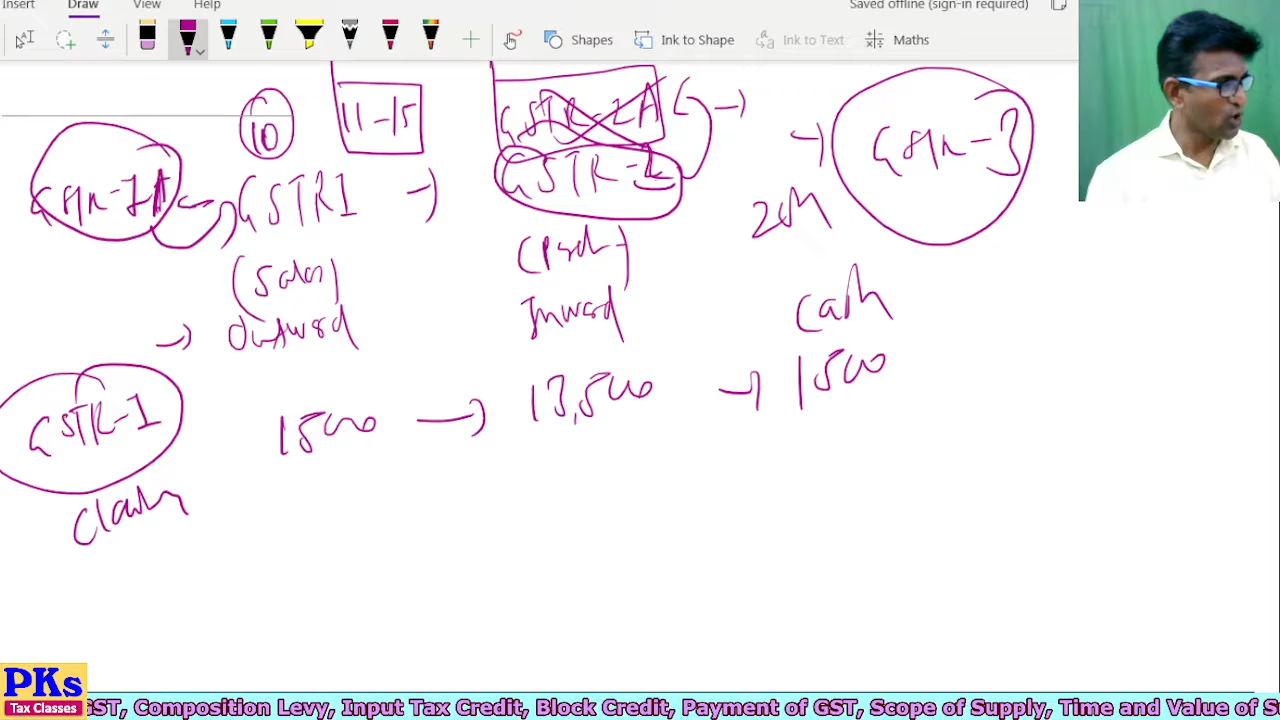 Insert Draw View Help Saved offline (sign-in required)
Shapes Ink to Shape Ink to Text Maths
10 11-15 GSTR-2A
GSTR-1A GSTR1 GSTR-2 GSTR-3
20th
(Sales)
Outward Inward cash
GSTR-1 1500 13,500 1500
PKs
Tax Classes
GST, Composition Levy, Input Tax Credit, Block Credit, Payment of GST, Scope of Supply, Time and Value of S